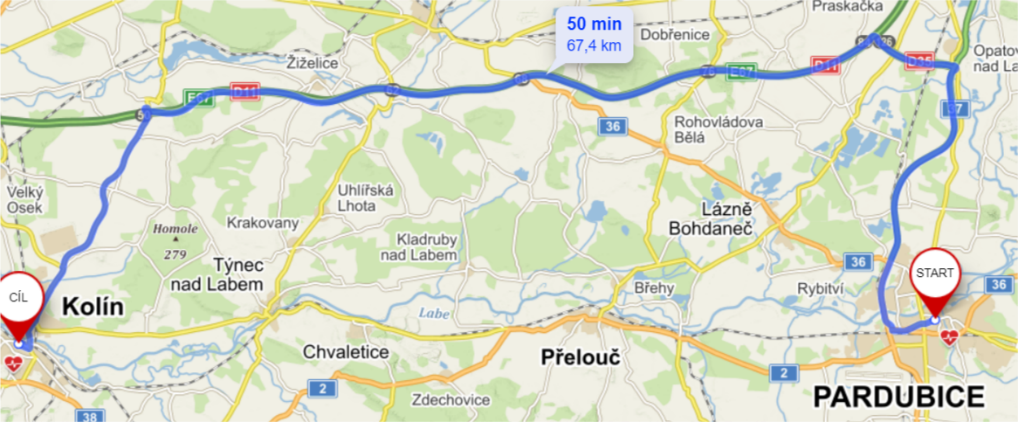 50 min
67,4 km
Praskačka
Dobřenice
Opatov
nad L
Žiželice
E67
D11
62
E67
D11
D35
37
36
Rohovládova
Bělá
Velký
Osek
Uhlířská
Lhota
Krakovany
Homole
279
Kladruby
nad Labem
Lázně
Bohdaneč
Týnec
nad Labem
36
START
36
CÍL
Kolín
Břehy
Rybitví
Labe
Chvaletice
Přelouč
2
2
PARDUBICE
Zdechovice
38